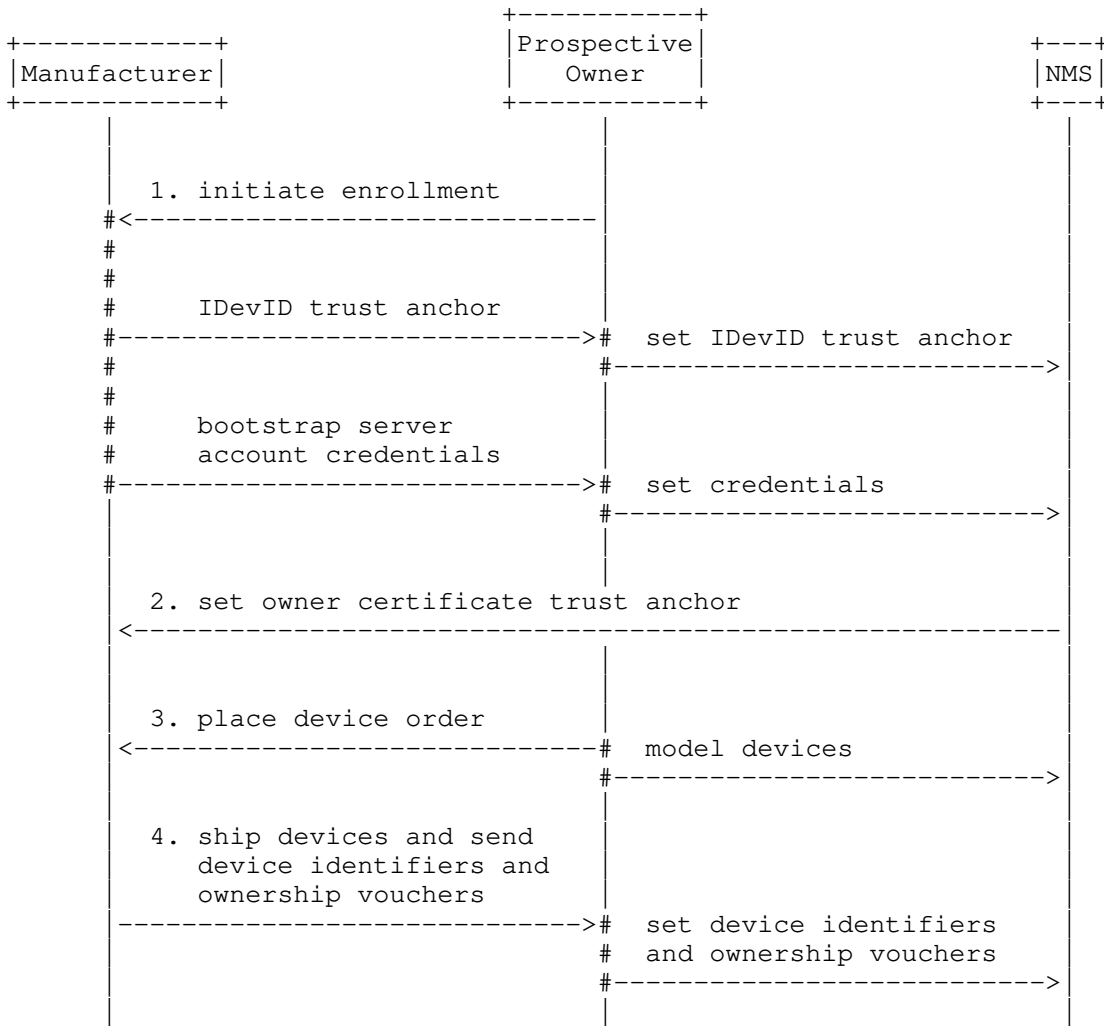 Prospective
Manufacturer Owner NMS
1. initiate enrollment
IDevID trust anchor
set IDevID trust anchor
bootstrap server
account credentials
set credentials
2. set owner certificate trust anchor
3. place device order
model devices
4. ship devices and send
device identifiers and
ownership vouchers
set device identifiers
and ownership vouchers